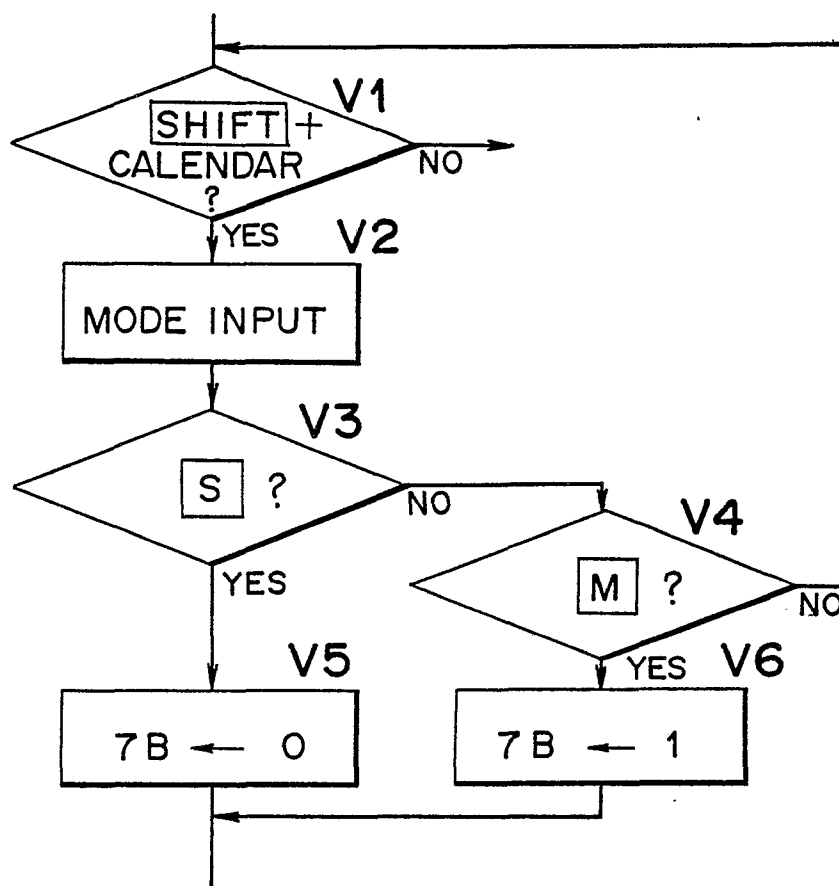 V1
SHIFT +
CALENDAR
?
NO
YES
V2
MODE INPUT
V3
S ?
NO
YES
V4
M ?
NO
YES
V5
7B ← 0
V6
7B ← 1